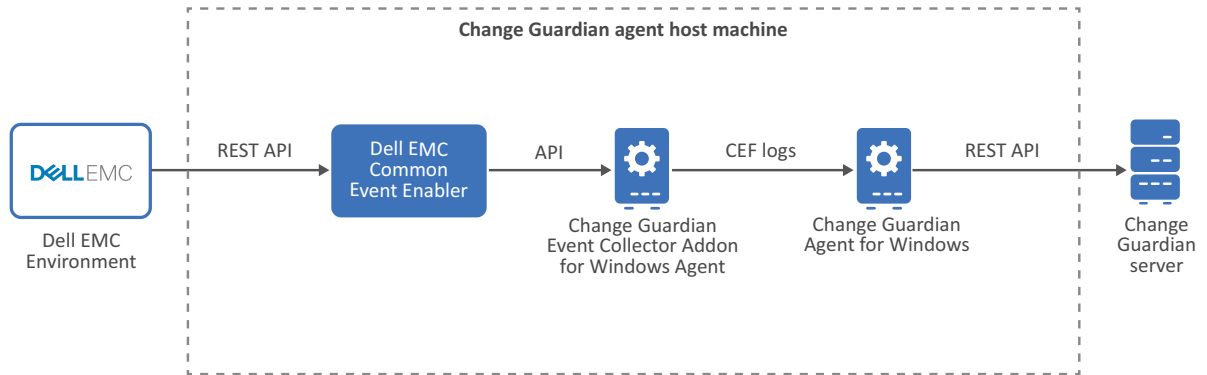 Change Guardian agent host machine
DELLEMC
Dell EMC
Environment
REST API
Dell EMC
Common
Event Enabler
API
Change Guardian
Event Collector Addon
for Windows Agent
CEF logs
Change Guardian
Agent for Windows
REST API
Change
Guardian
server